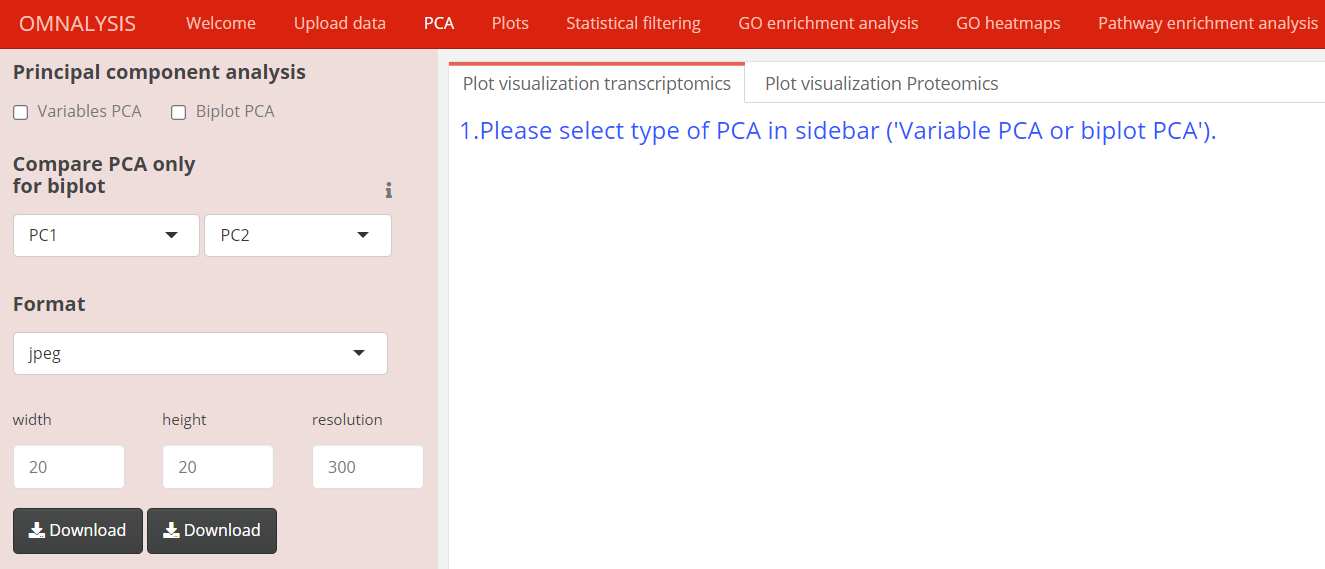 OMNALYSIS Welcome Upload data PCA Plots Statistical filtering GO enrichment analysis GO heatmaps Pathway enrichment analysis
Principal component analysis
Variables PCA Biplot PCA
Compare PCA only
for biplot
PC1 PC2
Format
jpeg
width height resolution
20 20 300
Download Download
Plot visualization transcriptomics Plot visualization Proteomics
1.Please select type of PCA in sidebar ('Variable PCA or biplot PCA').